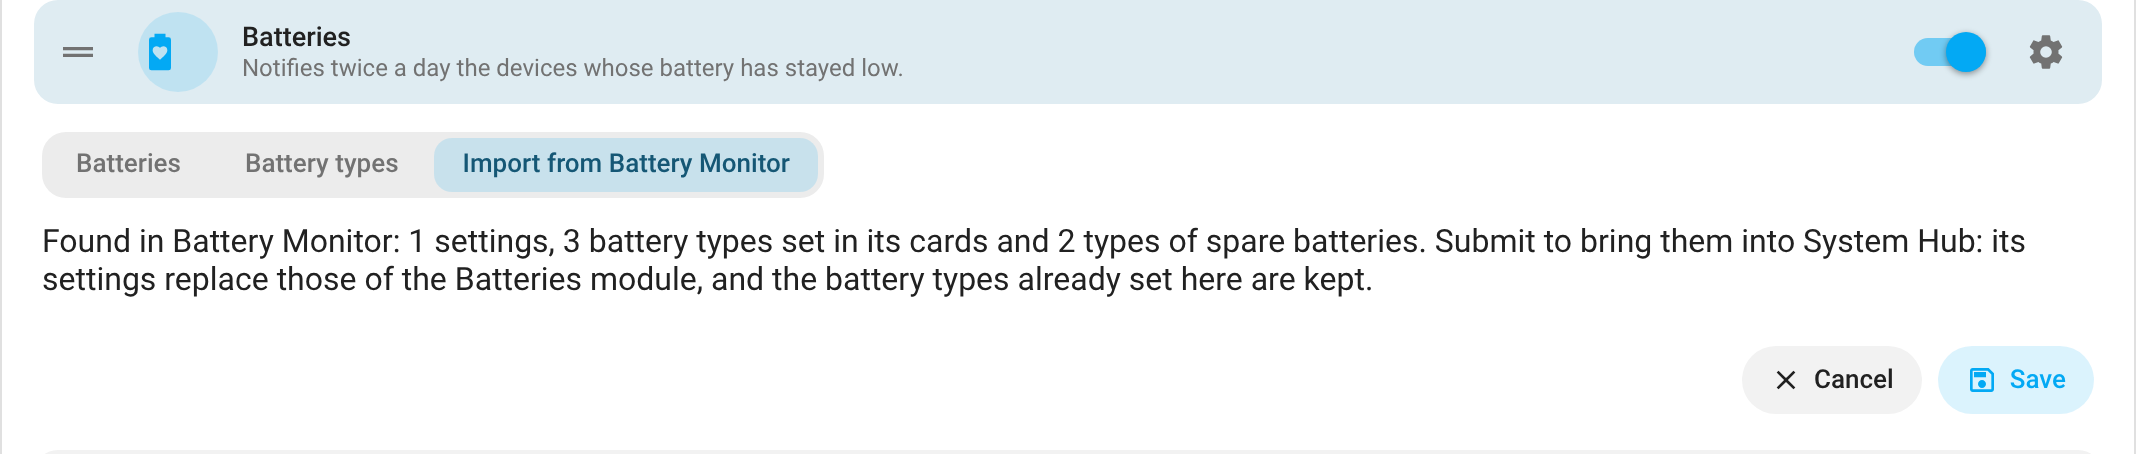 Batteries
Notifies twice a day the devices whose battery has stayed low.
Batteries
Battery types
Import from Battery Monitor
Found in Battery Monitor: 1 settings, 3 battery types set in its cards and 2 types of spare batteries. Submit to bring them into System Hub: its
settings replace those of the Batteries module, and the battery types already set here are kept.
Cancel
Save